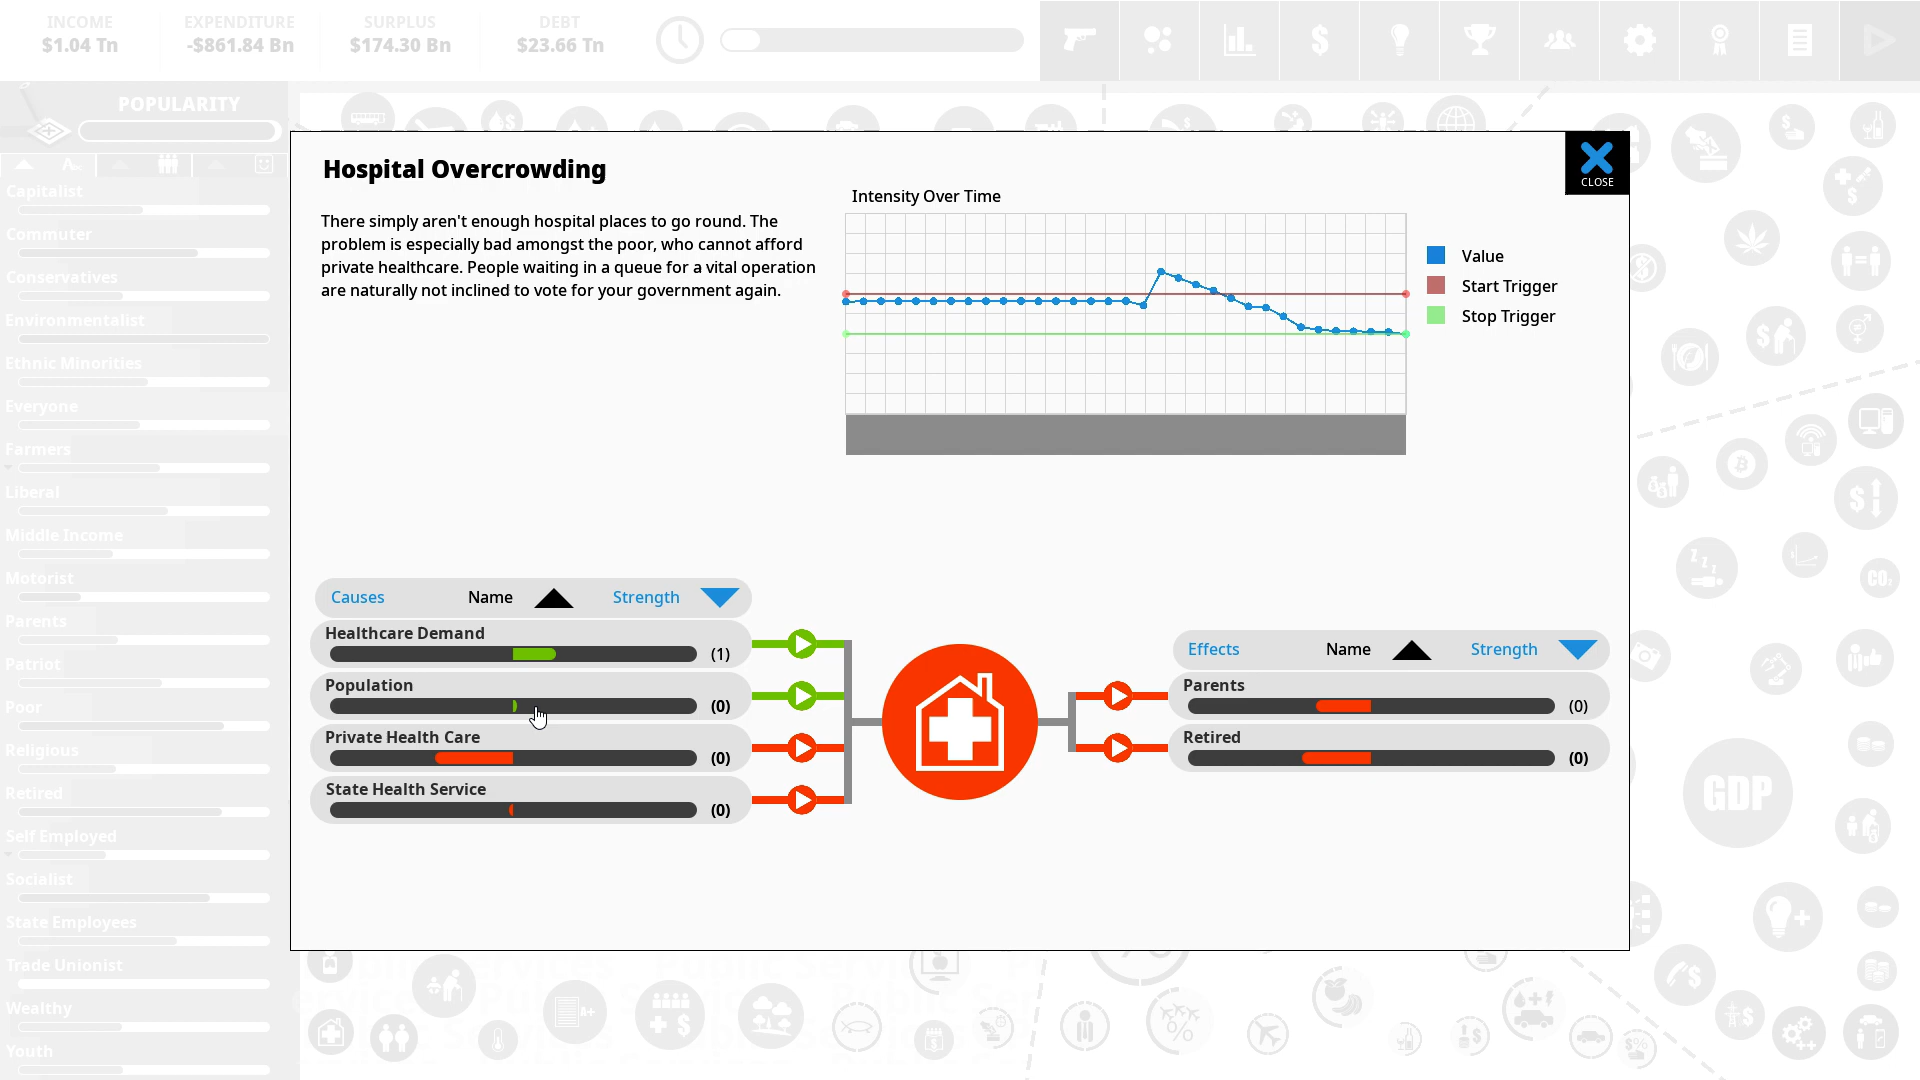 INCOME
$1.04 Tn
EXPENDITURE
-$861.84 Bn
SURPLUS
$174.30 Bn
DEBT
$23.66 Tn
POPULARITY
Capitalist
Commuter
Conservatives
Environmentalist
Ethnic Minorities
Everyone
Farmers
Liberal
Middle Income
Motorist
Parents
Patriot
Poor
Religious
Retired
Self Employed
Socialist
State Employees
Trade Unionist
Wealthy
Youth
Hospital Overcrowding
CLOSE
There simply aren't enough hospital places to go round. The
problem is especially bad amongst the poor, who cannot afford
private healthcare. People waiting in a queue for a vital operation
are naturally not inclined to vote for your government again.
Intensity Over Time
Value
Start Trigger
Stop Trigger
Causes Name Strength
Healthcare Demand
(1)
Population
(0)
Private Health Care
(0)
State Health Service
(0)
Effects Name Strength
Parents
(0)
Retired
(0)
CO₂
GDP